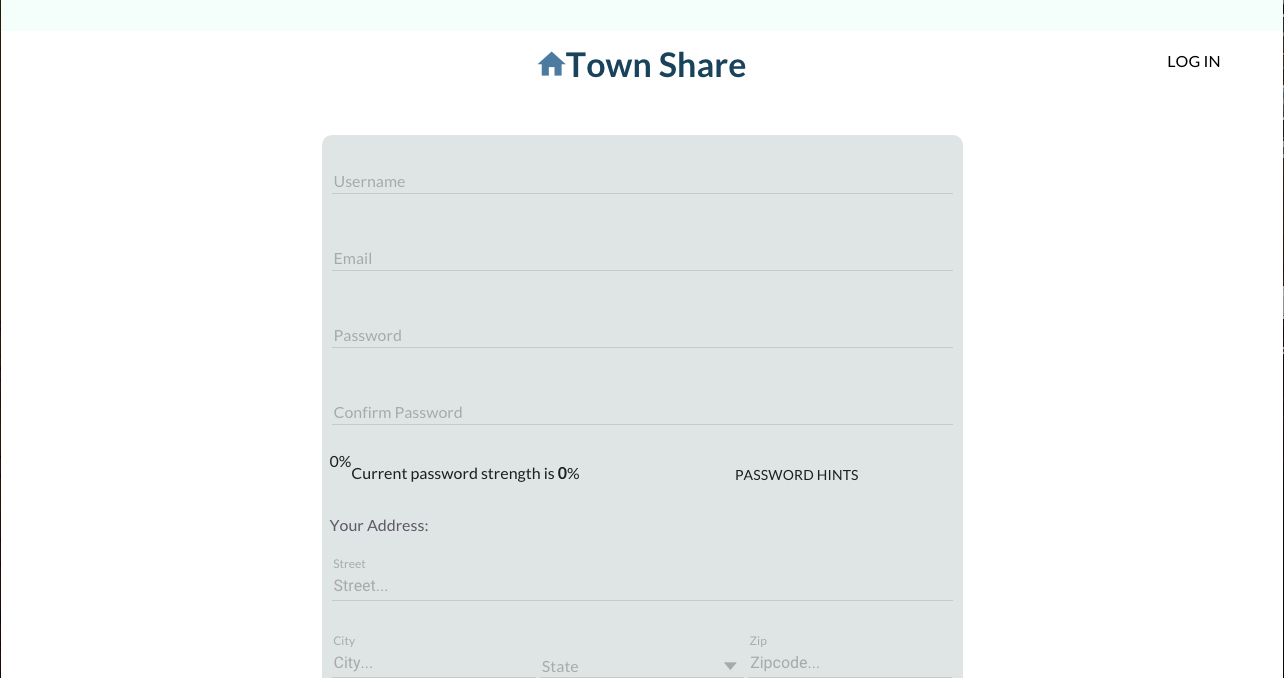 Town Share
LOG IN
Username
Email
Password
Confirm Password
0%
Current password strength is 0%
PASSWORD HINTS
Your Address:
Street
Street...
City
Zip
City...
State
Zipcode...